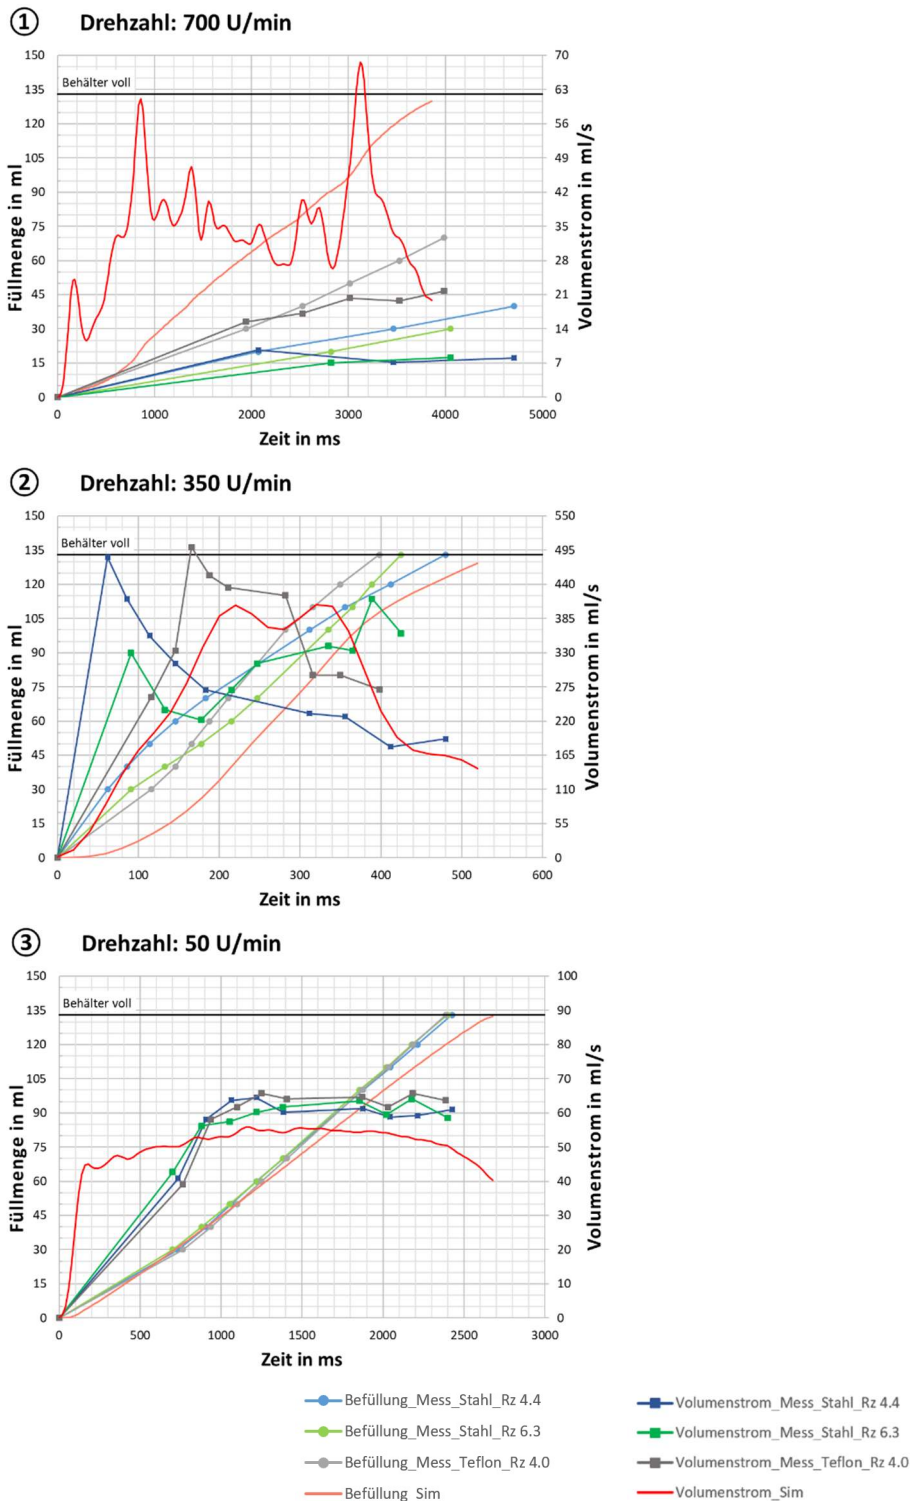 ① Drehzahl: 700 U/min
150
135
120
105
90
75
60
45
30
15
0
Behälter voll
70
63
56
49
42
35
28
21
14
7
0
0 1000 2000 3000 4000 5000
Füllmenge in ml
Volumenstrom in ml/s
Zeit in ms
② Drehzahl: 350 U/min
150
135
120
105
90
75
60
45
30
15
0
Behälter voll
550
495
440
385
330
275
220
165
110
55
0
0 100 200 300 400 500 600
Füllmenge in ml
Volumenstrom in ml/s
Zeit in ms
③ Drehzahl: 50 U/min
150
135
120
105
90
75
60
45
30
15
0
Behälter voll
100
90
80
70
60
50
40
30
20
10
0
0 500 1000 1500 2000 2500 3000
Füllmenge in ml
Volumenstrom in ml/s
Zeit in ms
Befüllung_Mess_Stahl_Rz 4.4
Volumenstrom_Mess_Stahl_Rz 4.4
Befüllung_Mess_Stahl_Rz 6.3
Volumenstrom_Mess_Stahl_Rz 6.3
Befüllung_Mess_Teflon_Rz 4.0
Volumenstrom_Mess_Teflon_Rz 4.0
Befüllung_Sim
Volumenstrom_Sim